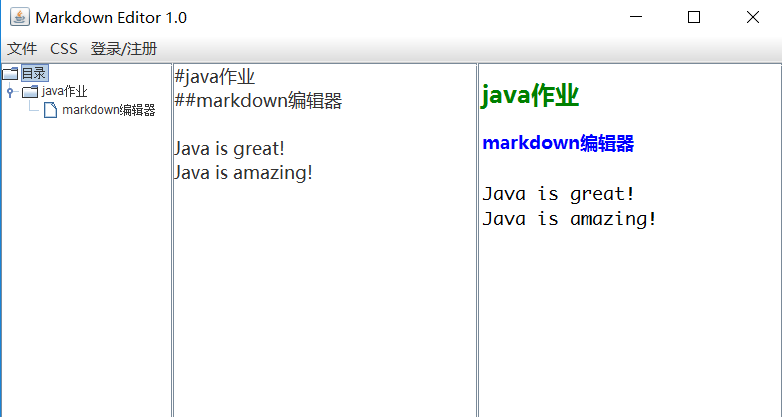 Markdown Editor 1.0
文件 CSS 登录/注册
目录
java作业
markdown编辑器
#java作业
##markdown编辑器
Java is great!
Java is amazing!
java作业
markdown编辑器
Java is great!
Java is amazing!